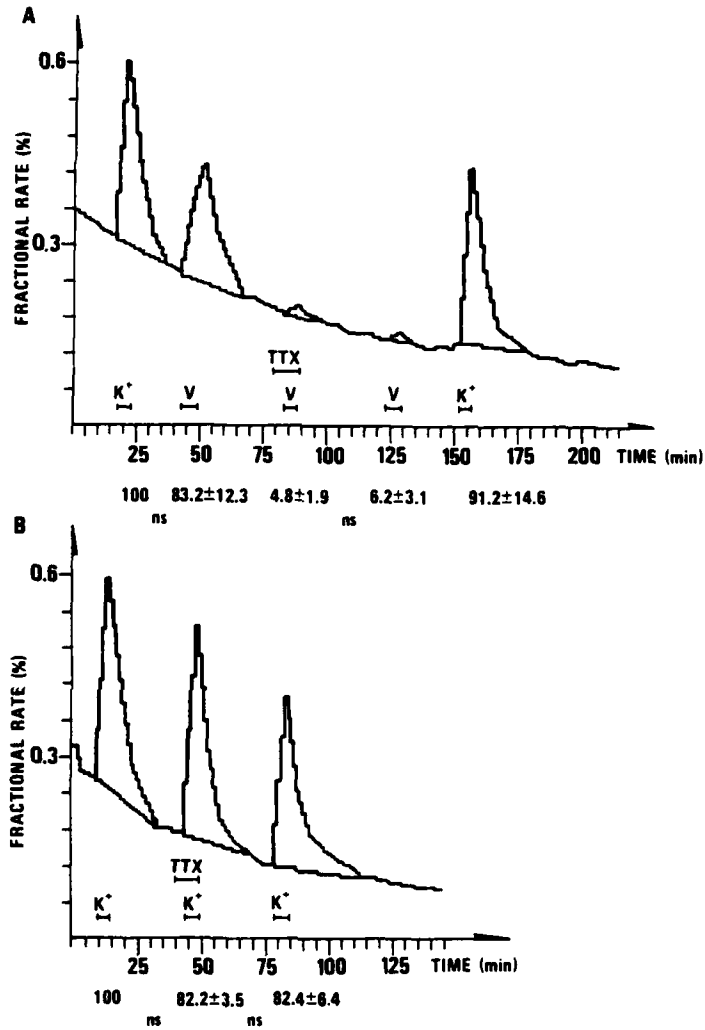 A
FRACTIONAL RATE (%)
0.6
0.3
TTX
K+ V V V K+
25 50 75 100 125 150 175 200 TIME (min)
100 83.2±12.3 4.8±1.9 6.2±3.1 91.2±14.6
ns ns
B
FRACTIONAL RATE (%)
0.6
0.3
TTX
K+ K+ K+
25 50 75 100 125 TIME (min)
100 82.2±3.5 82.4±6.4
ns ns